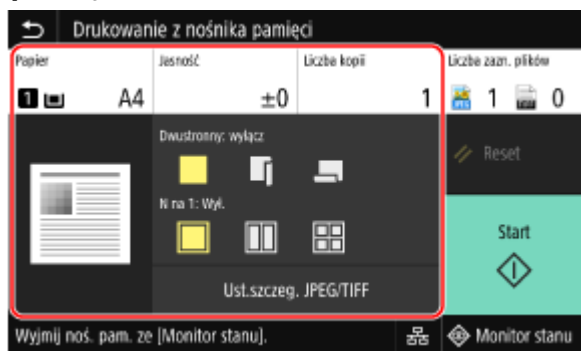 Drukowanie z nośnika pamięci
Papier
Jasność
Liczba kopii
Liczba zazn. plików
1
A4
±0
1
1
0
Dwustronny: wyłącz
Reset
N na 1: Wył.
Start
Ust.szczeg. JPEG/TIFF
Wyjmij noś. pam. ze [Monitor stanu].
Monitor stanu